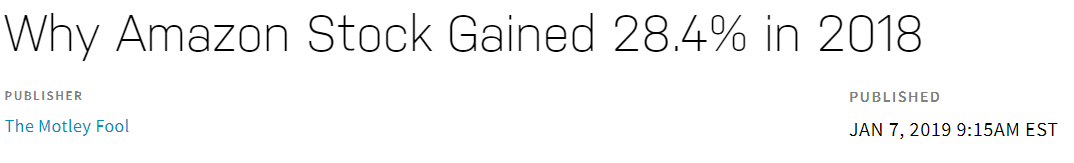 Why Amazon Stock Gained 28.4% in 2018
PUBLISHER
PUBLISHED
The Motley Fool
JAN 7, 2019 9:15AM EST